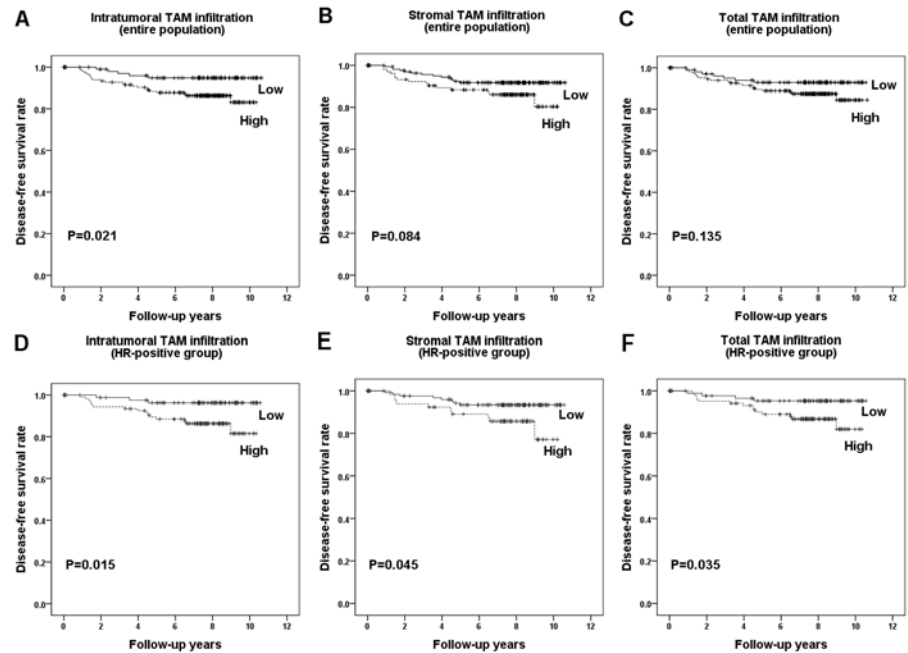 A
Intratumoral TAM infiltration
(entire population)
Disease-free survival rate
1.0
0.8
0.6
0.4
0.2
0.0
Low
High
P=0.021
0 2 4 6 8 10 12
Follow-up years
B
Stromal TAM infiltration
(entire population)
Disease-free survival rate
1.0
0.8
0.6
0.4
0.2
0.0
Low
High
P=0.084
0 2 4 6 8 10 12
Follow-up years
C
Total TAM infiltration
(entire population)
Disease-free survival rate
1.0
0.8
0.6
0.4
0.2
0.0
Low
High
P=0.135
0 2 4 6 8 10 12
Follow-up years
D
Intratumoral TAM infiltration
(HR-positive group)
Disease-free survival rate
1.0
0.8
0.6
0.4
0.2
0.0
Low
High
P=0.015
0 2 4 6 8 10 12
Follow-up years
E
Stromal TAM infiltration
(HR-positive group)
Disease-free survival rate
1.0
0.8
0.6
0.4
0.2
0.0
Low
High
P=0.045
0 2 4 6 8 10 12
Follow-up years
F
Total TAM infiltration
(HR-positive group)
Disease-free survival rate
1.0
0.8
0.6
0.4
0.2
0.0
Low
High
P=0.035
0 2 4 6 8 10 12
Follow-up years